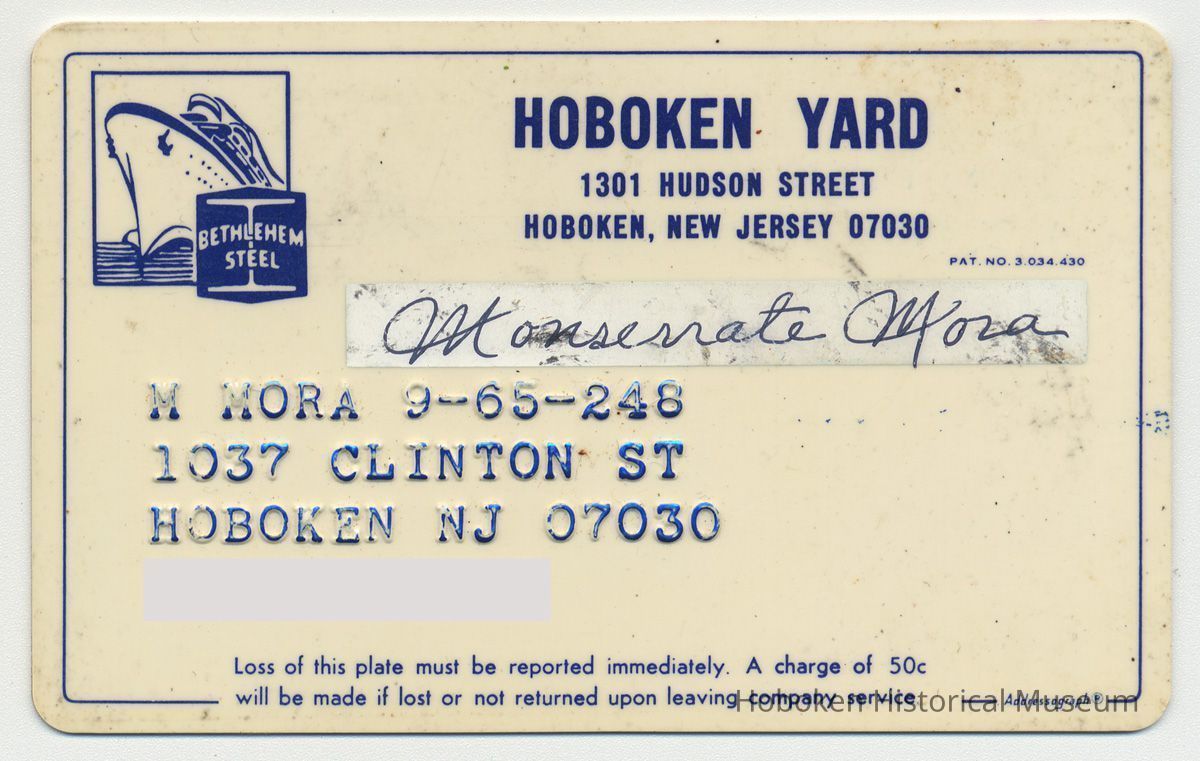 BETHLEHEM
STEEL
HOBOKEN YARD
1301 HUDSON STREET
HOBOKEN, NEW JERSEY 07030
PAT. NO. 3.034.430
Monserrate Mora
M MORA 9-65-248
1037 CLINTON ST
HOBOKEN NJ 07030
Loss of this plate must be reported immediately. A charge of 50c
will be made if lost or not returned upon leaving company service.
Addressograph®
Hoboken Historical Museum